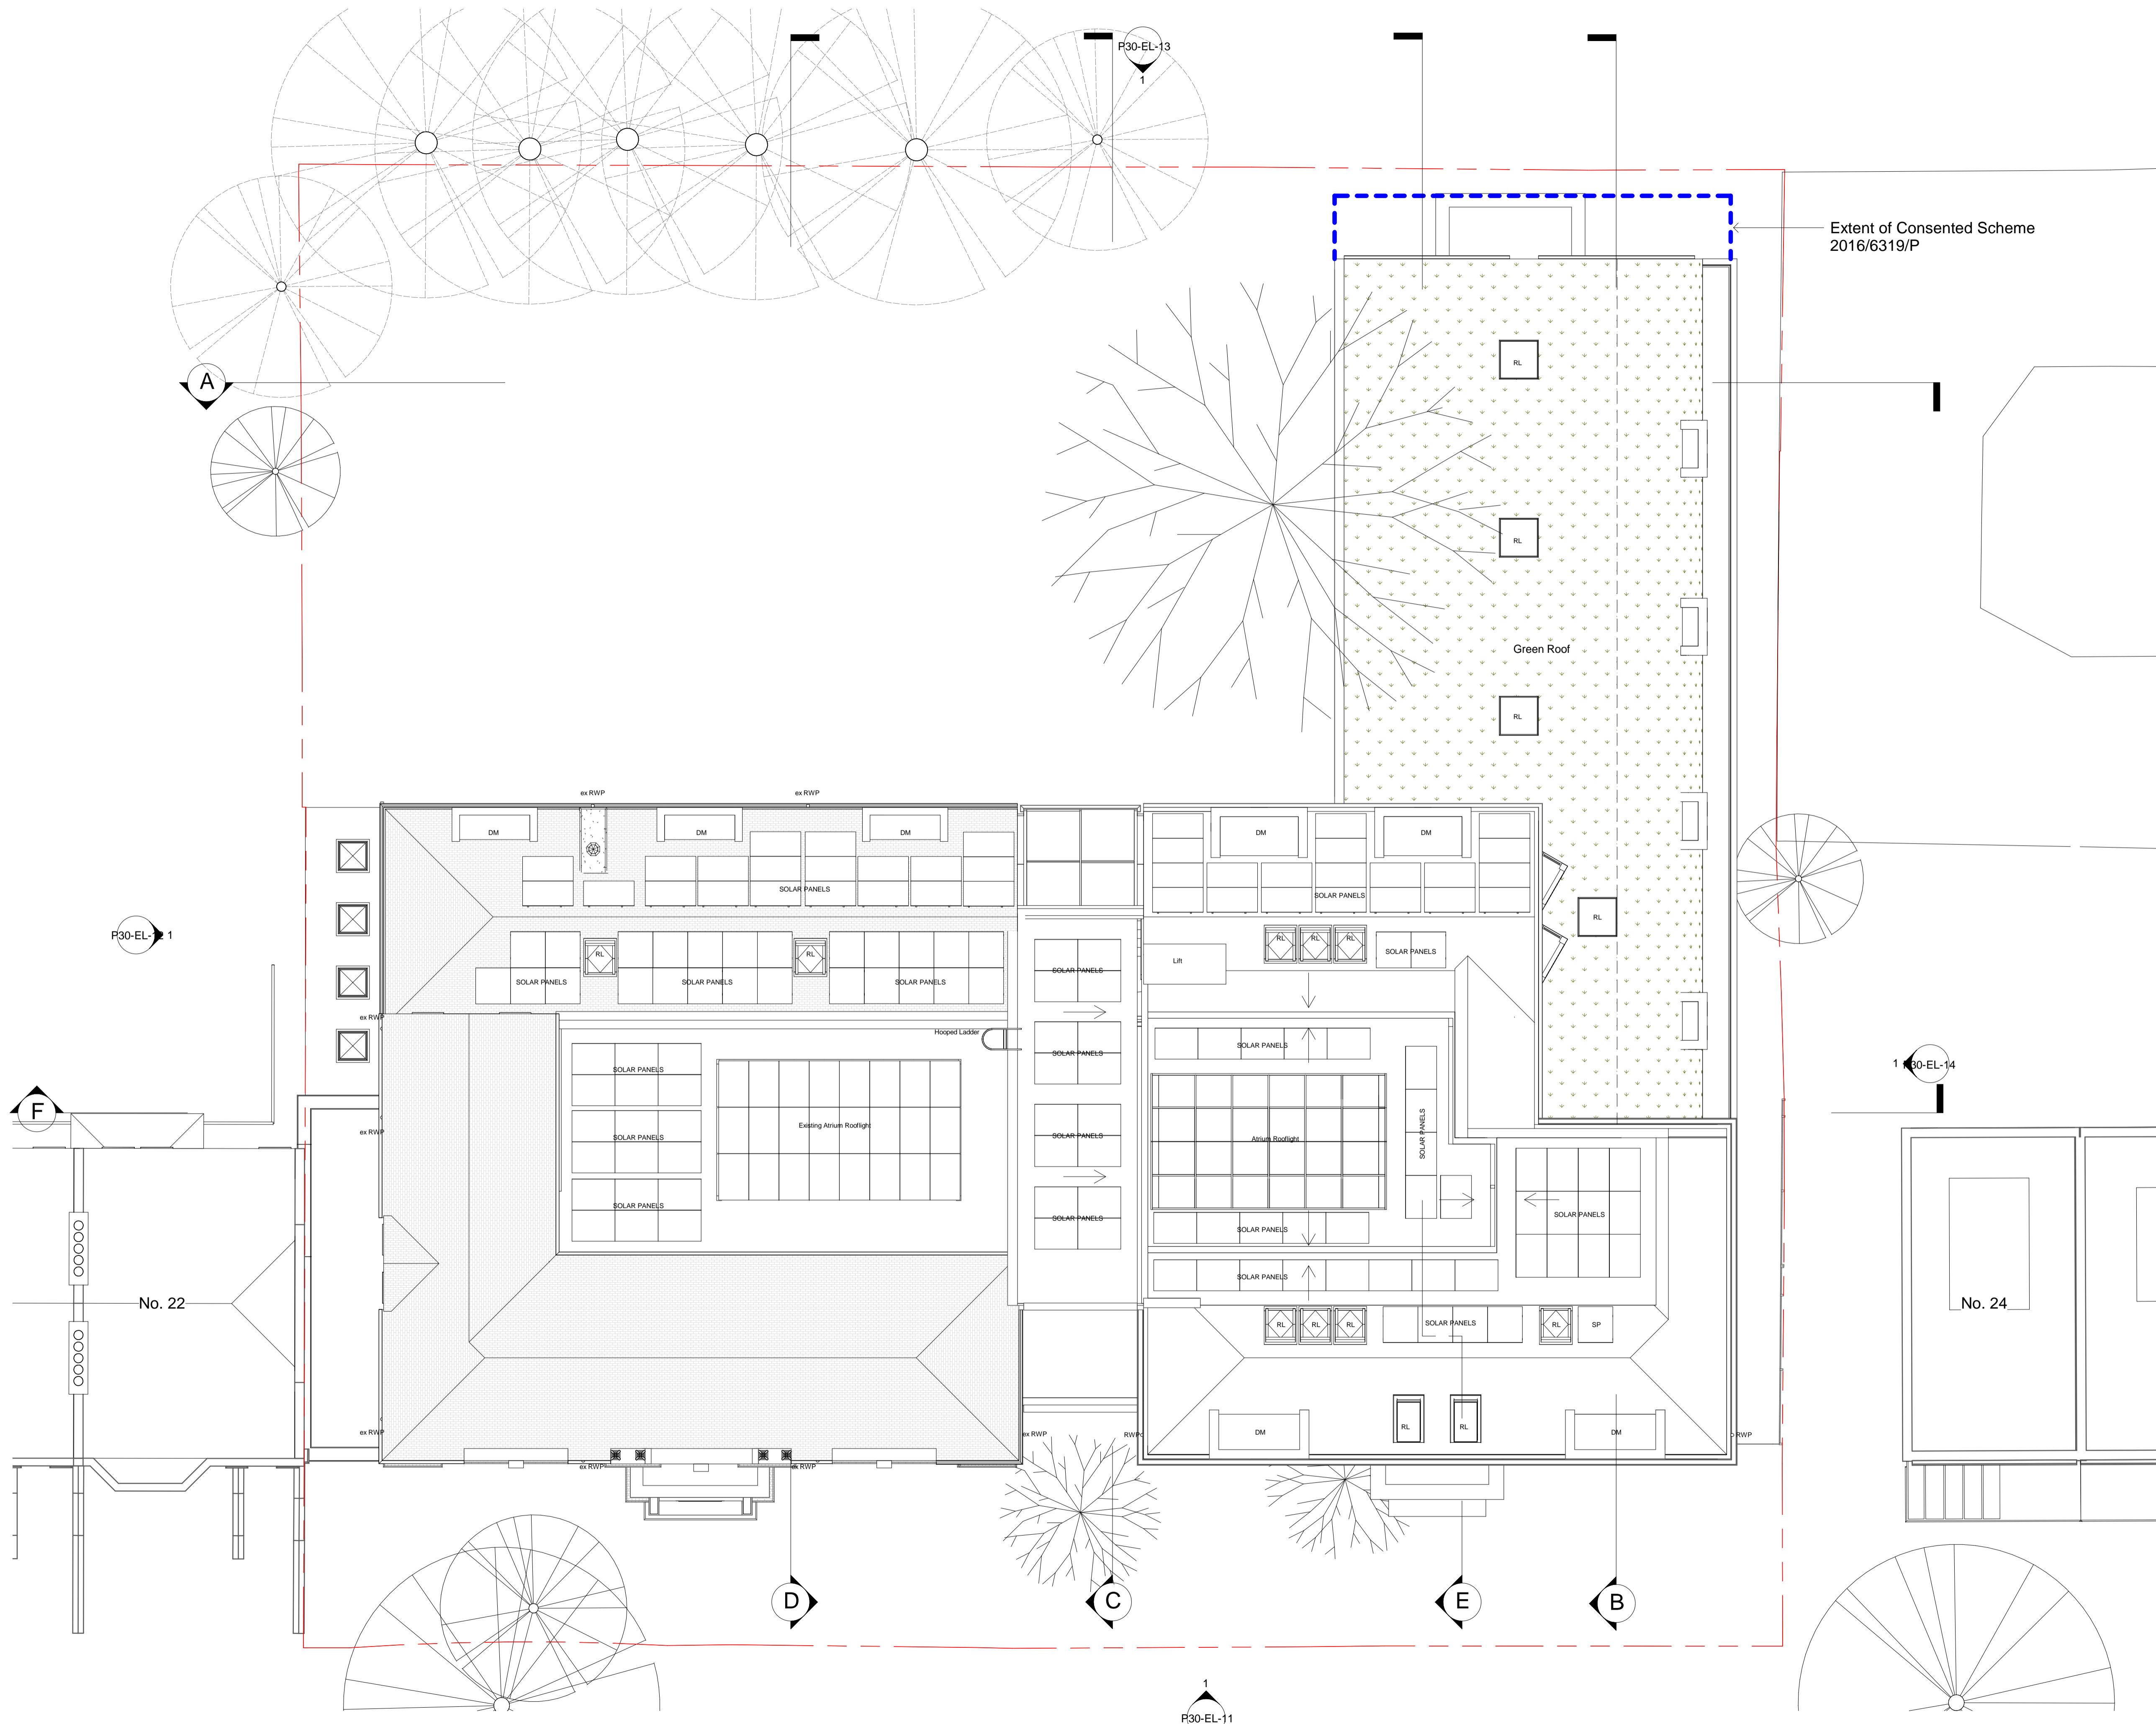 P30-EL-13
1
Extent of Consented Scheme
2016/6319/P
RL
A
RL
Green Roof
RL
ex RWP
ex RWP
DM
DM
DM
DM
DM
SOLAR PANELS
SOLAR PANELS
RL
P30-EL-12 1
RL
RL
RL
RL
RL
SOLAR PANELS
Lift
SOLAR PANELS
SOLAR PANELS
SOLAR PANELS
SOLAR PANELS
ex RWP
Hooped Ladder
SOLAR PANELS
SOLAR PANELS
1 P30-EL-14
SOLAR PANELS
F
SOLAR PANELS
ex RWP
Existing Atrium Rooflight
SOLAR PANELS
SOLAR PANELS
Atrium Rooflight
SOLAR PANELS
SOLAR PANELS
SOLAR PANELS
SOLAR PANELS
SOLAR PANELS
SOLAR PANELS
No. 22
No. 24
RL
RL
RL
SOLAR PANELS
RL
SP
ex RWP
ex RWP
RWP
DM
RL
RL
DM
RWP
ex RWP
ex RWP
D
C
E
B
1
P30-EL-11